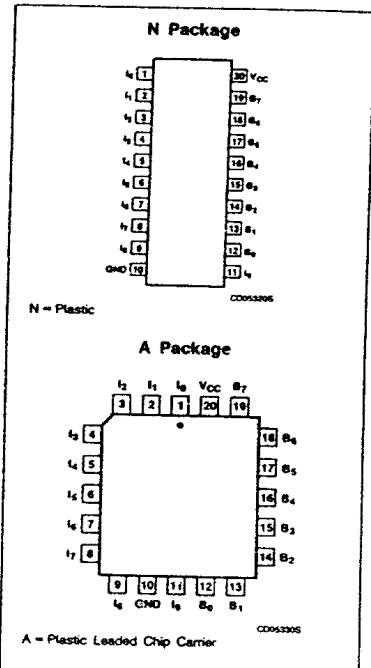 N Package
I₀ 1 20 VCC
I₁ 2 19 B₇
I₂ 3 18 B₆
I₃ 4 17 B₅
I₄ 5 16 B₄
I₅ 6 15 B₃
I₆ 7 14 B₂
I₇ 8 13 B₁
I₈ 9 12 B₀
GND 10 11 I₉
CD05320S
N = Plastic
A Package
I₂ I₁ I₀ VCC B₇
3 2 1 20 19
I₃ 4 18 B₆
I₄ 5 17 B₅
I₅ 6 16 B₄
I₆ 7 15 B₃
I₇ 8 14 B₂
9 10 11 12 13
I₈ GND I₉ B₀ B₁
CD05330S
A = Plastic Leaded Chip Carrier